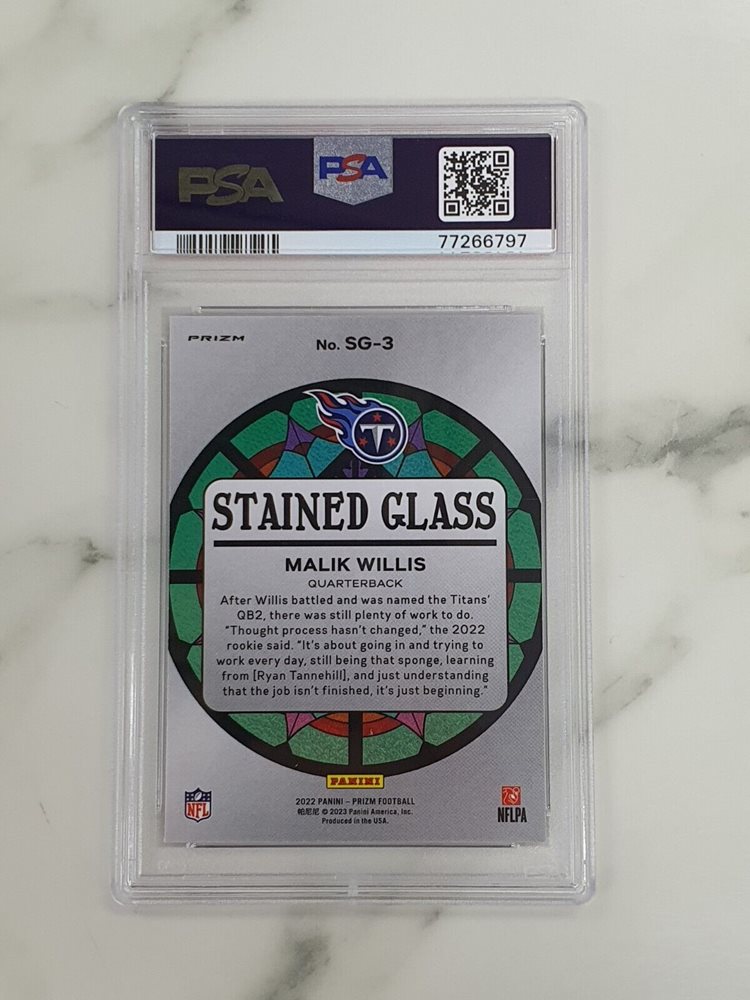 PSA
PSA
77266797
PRIZM
No. SG-3
T
STAINED GLASS
MALIK WILLIS
QUARTERBACK
After Willis battled and was named the Titans'
QB2, there was still plenty of work to do.
"Thought process hasn't changed," the 2022
rookie said. "It's about going in and trying to
work every day, still being that sponge, learning
from [Ryan Tannehill], and just understanding
that the job isn't finished, it's just beginning."
PANINI
2022 PANINI – PRIZM FOOTBALL
帕尼尼 © 2023 Panini America, Inc.
Produced in the USA.
NFL
NFLPA